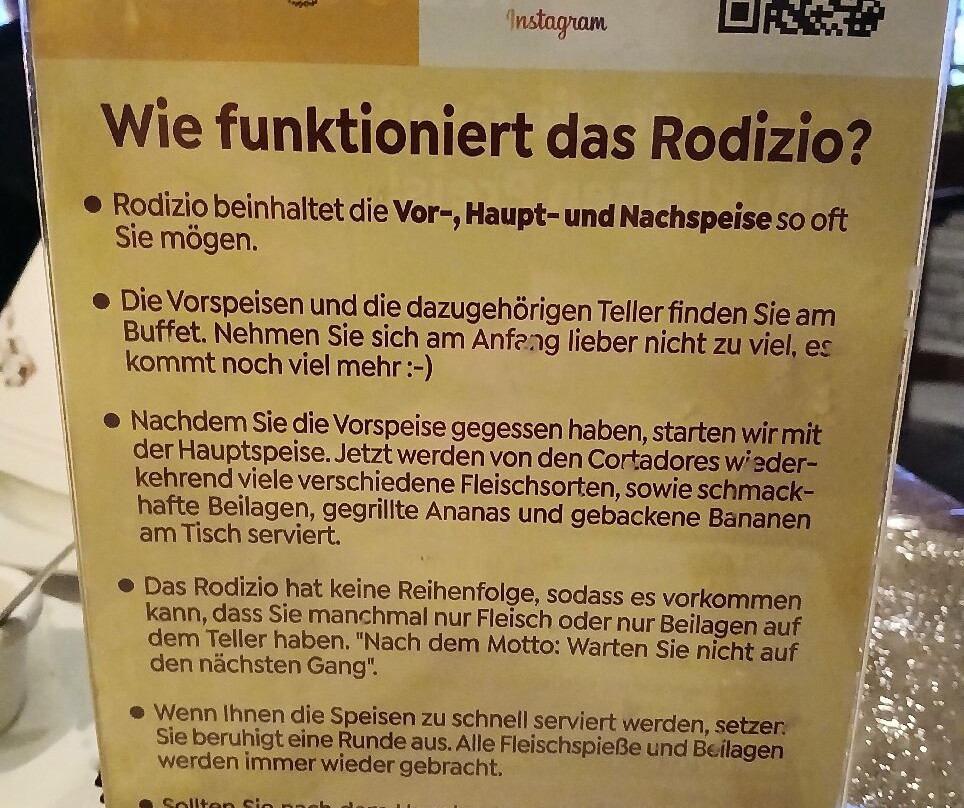 Instagram
Wie funktioniert das Rodizio?
• Rodizio beinhaltet die Vor-, Haupt- und Nachspeise so oft
Sie mögen.
• Die Vorspeisen und die dazugehörigen Teller finden Sie am
Buffet. Nehmen Sie sich am Anfang lieber nicht zu viel, es
kommt noch viel mehr :-)
• Nachdem Sie die Vorspeise gegessen haben, starten wir mit
der Hauptspeise. Jetzt werden von den Cortadores wieder-
kehrend viele verschiedene Fleischsorten, sowie schmack-
hafte Beilagen, gegrillte Ananas und gebackene Bananen
am Tisch serviert.
• Das Rodizio hat keine Reihenfolge, sodass es vorkommen
kann, dass Sie manchmal nur Fleisch oder nur Beilagen auf
dem Teller haben. "Nach dem Motto: Warten Sie nicht auf
den nächsten Gang".
• Wenn Ihnen die Speisen zu schnell serviert werden, setzen
Sie beruhigt eine Runde aus. Alle Fleischspieße und Beilagen
werden immer wieder gebracht.
• Sollten Sie nach dem